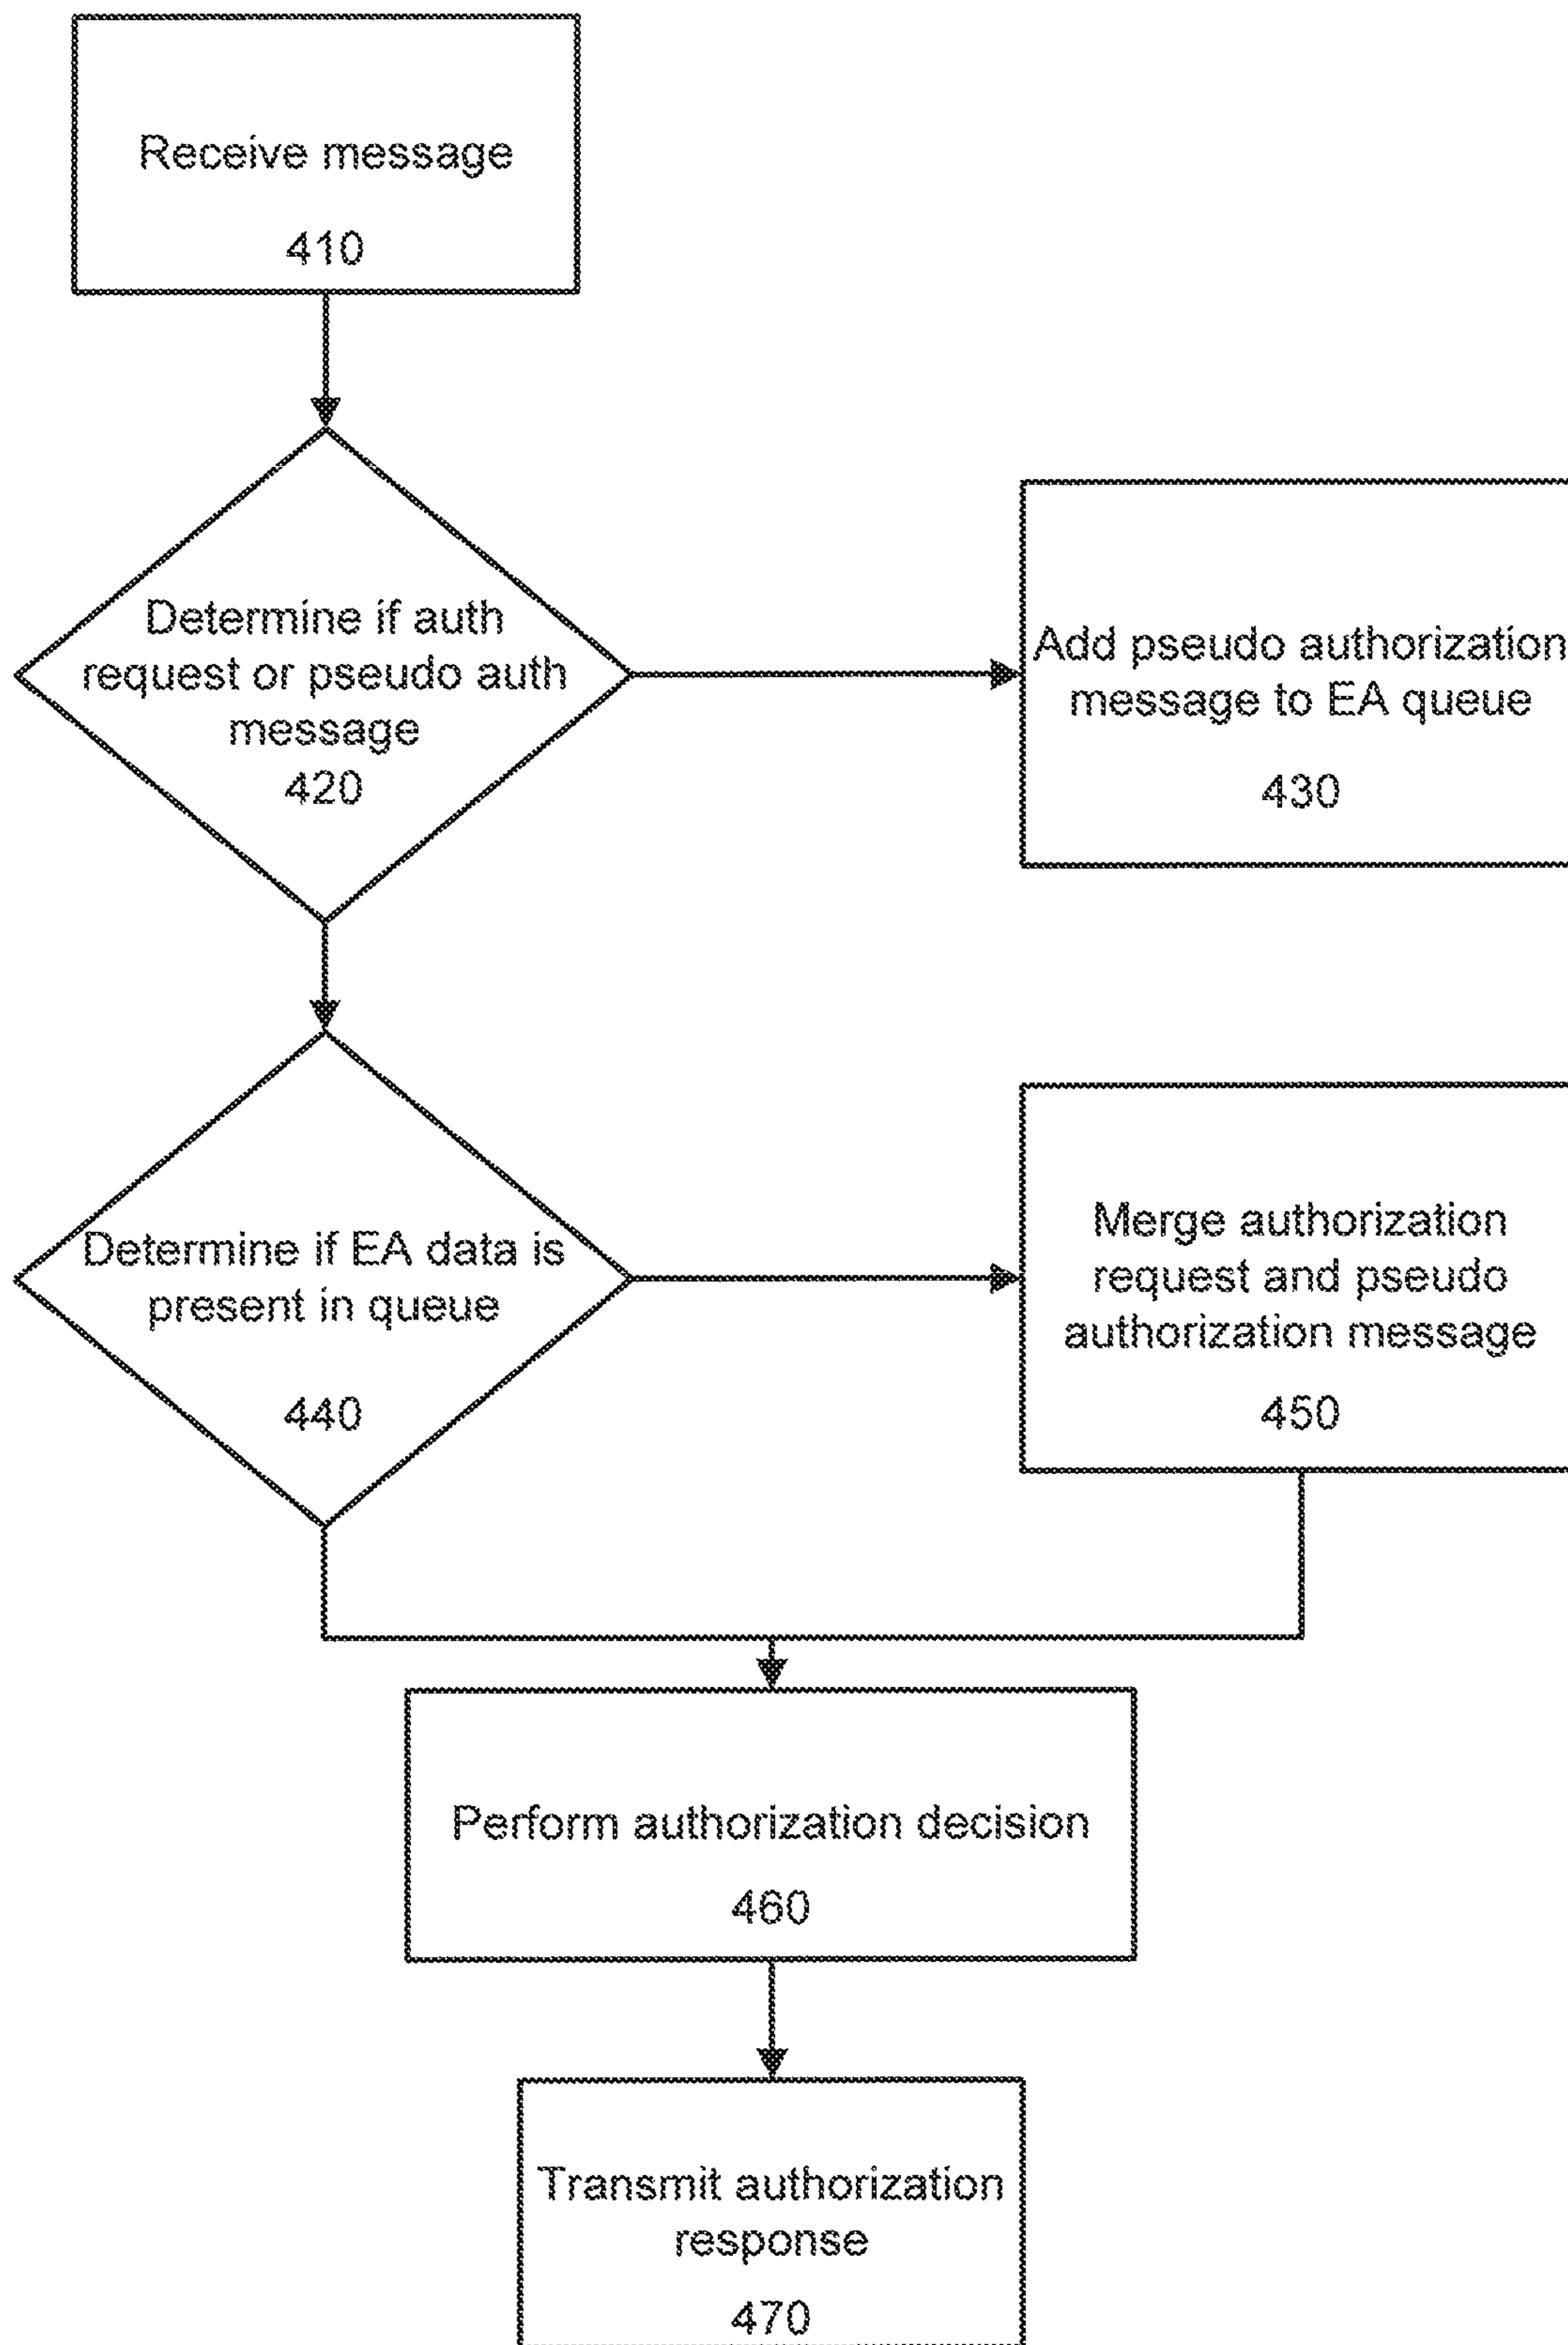 Receive message
410
Determine if auth
request or pseudo auth
message
420
Add pseudo authorization
message to EA queue
430
Determine if EA data is
present in queue
440
Merge authorization
request and pseudo
authorization message
450
Perform authorization decision
460
Transmit authorization
response
470